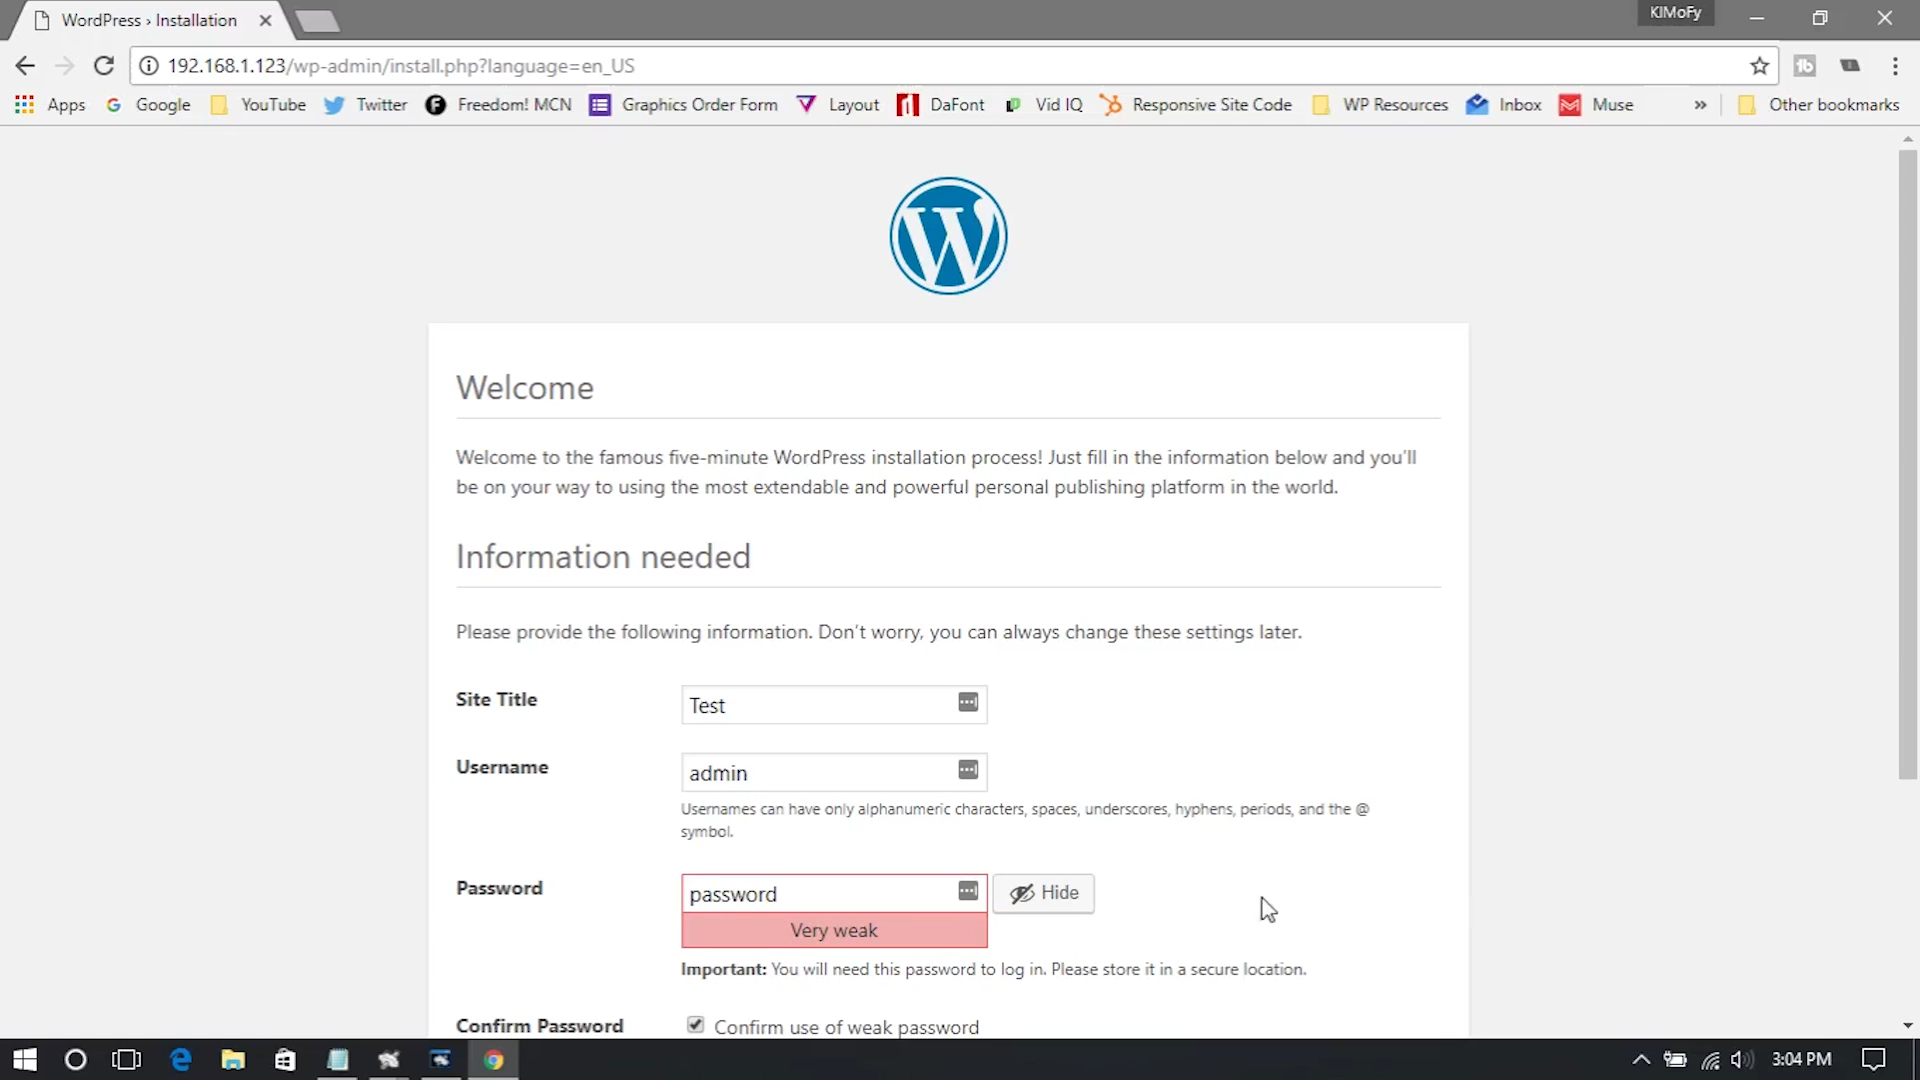 WordPress › Installation
KIMoFy
192.168.1.123/wp-admin/install.php?language=en_US
Apps Google YouTube Twitter Freedom! MCN Graphics Order Form Layout DaFont Vid IQ Responsive Site Code WP Resources Inbox Muse » Other bookmarks
Welcome
Welcome to the famous five-minute WordPress installation process! Just fill in the information below and you’ll
be on your way to using the most extendable and powerful personal publishing platform in the world.
Information needed
Please provide the following information. Don’t worry, you can always change these settings later.
Site Title Test
Username admin
Usernames can have only alphanumeric characters, spaces, underscores, hyphens, periods, and the @
symbol.
Password password Hide
Very weak
Important: You will need this password to log in. Please store it in a secure location.
Confirm Password Confirm use of weak password
3:04 PM